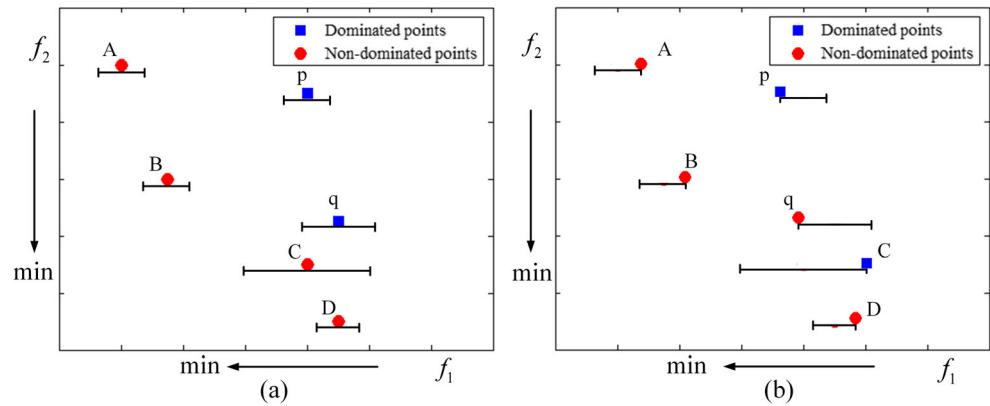 f2
min
Dominated points
Non-dominated points
A
p
B
q
C
D
min
f1
(a)
f2
min
Dominated points
Non-dominated points
A
p
B
q
C
D
min
f1
(b)